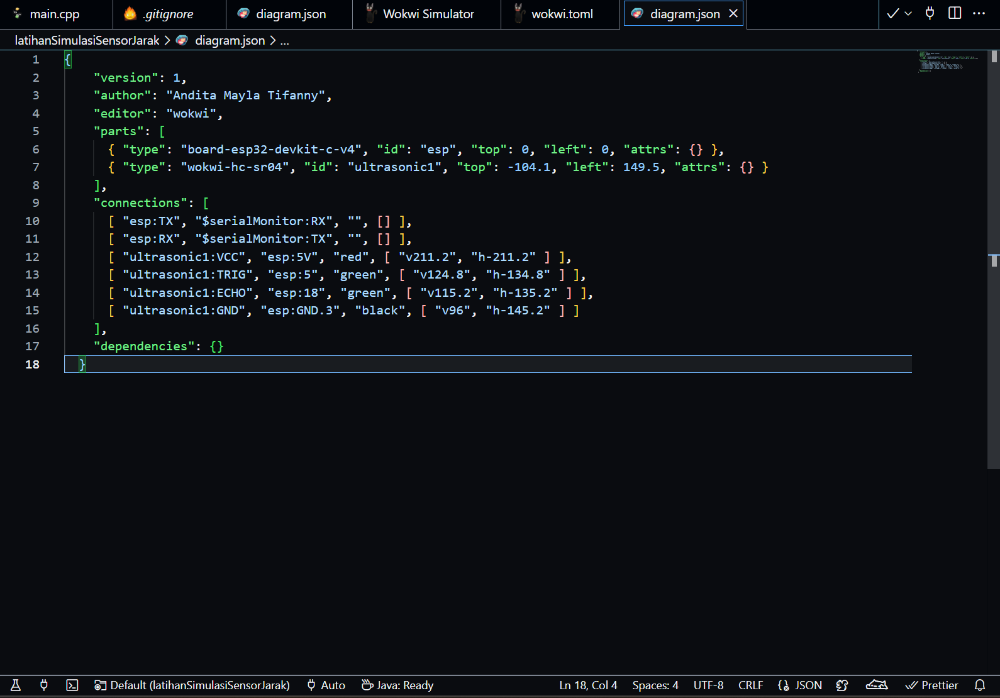 main.cpp .gitignore diagram.json Wokwi Simulator wokwi.toml diagram.json
latihanSimulasiSensorJarak > diagram.json > ...
1 {
2 "version": 1,
3 "author": "Andita Mayla Tifanny",
4 "editor": "wokwi",
5 "parts": [
6 { "type": "board-esp32-devkit-c-v4", "id": "esp", "top": 0, "left": 0, "attrs": {} },
7 { "type": "wokwi-hc-sr04", "id": "ultrasonic1", "top": -104.1, "left": 149.5, "attrs": {} }
8 ],
9 "connections": [
10 [ "esp:TX", "$serialMonitor:RX", "", [] ],
11 [ "esp:RX", "$serialMonitor:TX", "", [] ],
12 [ "ultrasonic1:VCC", "esp:5V", "red", [ "v211.2", "h-211.2" ] ],
13 [ "ultrasonic1:TRIG", "esp:5", "green", [ "v124.8", "h-134.8" ] ],
14 [ "ultrasonic1:ECHO", "esp:18", "green", [ "v115.2", "h-135.2" ] ],
15 [ "ultrasonic1:GND", "esp:GND.3", "black", [ "v96", "h-145.2" ] ]
16 ],
17 "dependencies": {}
18 }
Default (latihanSimulasiSensorJarak) Auto Java: Ready Ln 18, Col 4 Spaces: 4 UTF-8 CRLF JSON Prettier